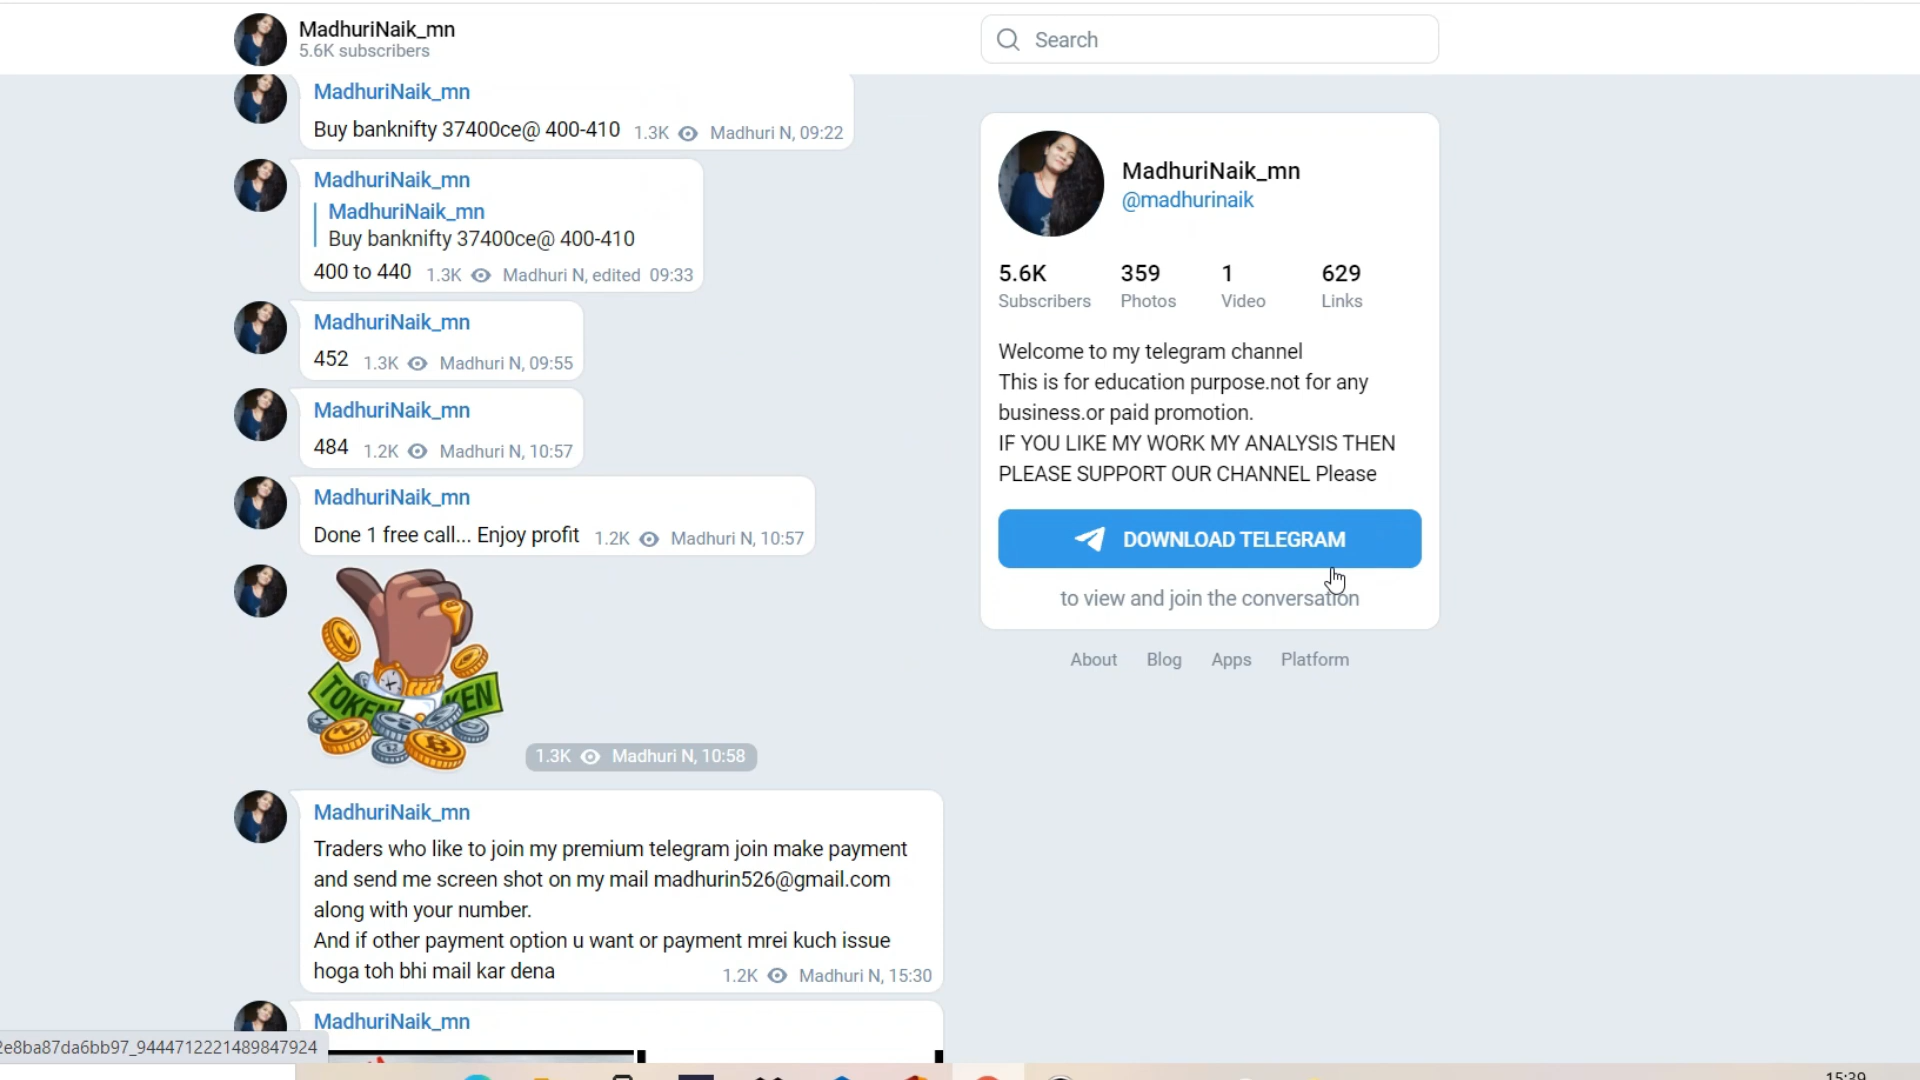 MadhuriNaik_mn
5.6K subscribers
Search
MadhuriNaik_mn
Buy banknifty 37400ce@ 400-410 1.3K Madhuri N, 09:22
MadhuriNaik_mn
MadhuriNaik_mn
Buy banknifty 37400ce@ 400-410
400 to 440 1.3K Madhuri N, edited 09:33
MadhuriNaik_mn
452 1.3K Madhuri N, 09:55
MadhuriNaik_mn
484 1.2K Madhuri N, 10:57
MadhuriNaik_mn
Done 1 free call... Enjoy profit 1.2K Madhuri N, 10:57
TOKEN
KEN
1.3K Madhuri N, 10:58
MadhuriNaik_mn
Traders who like to join my premium telegram join make payment
and send me screen shot on my mail madhurin526@gmail.com
along with your number.
And if other payment option u want or payment mrei kuch issue
hoga toh bhi mail kar dena 1.2K Madhuri N, 15:30
MadhuriNaik_mn
MadhuriNaik_mn
@madhurinaik
5.6K 359 1 629
Subscribers Photos Video Links
Welcome to my telegram channel
This is for education purpose.not for any
business.or paid promotion.
IF YOU LIKE MY WORK MY ANALYSIS THEN
PLEASE SUPPORT OUR CHANNEL Please
DOWNLOAD TELEGRAM
to view and join the conversation
About Blog Apps Platform
2e8ba87da6bb97_9444712221489847924
15:39